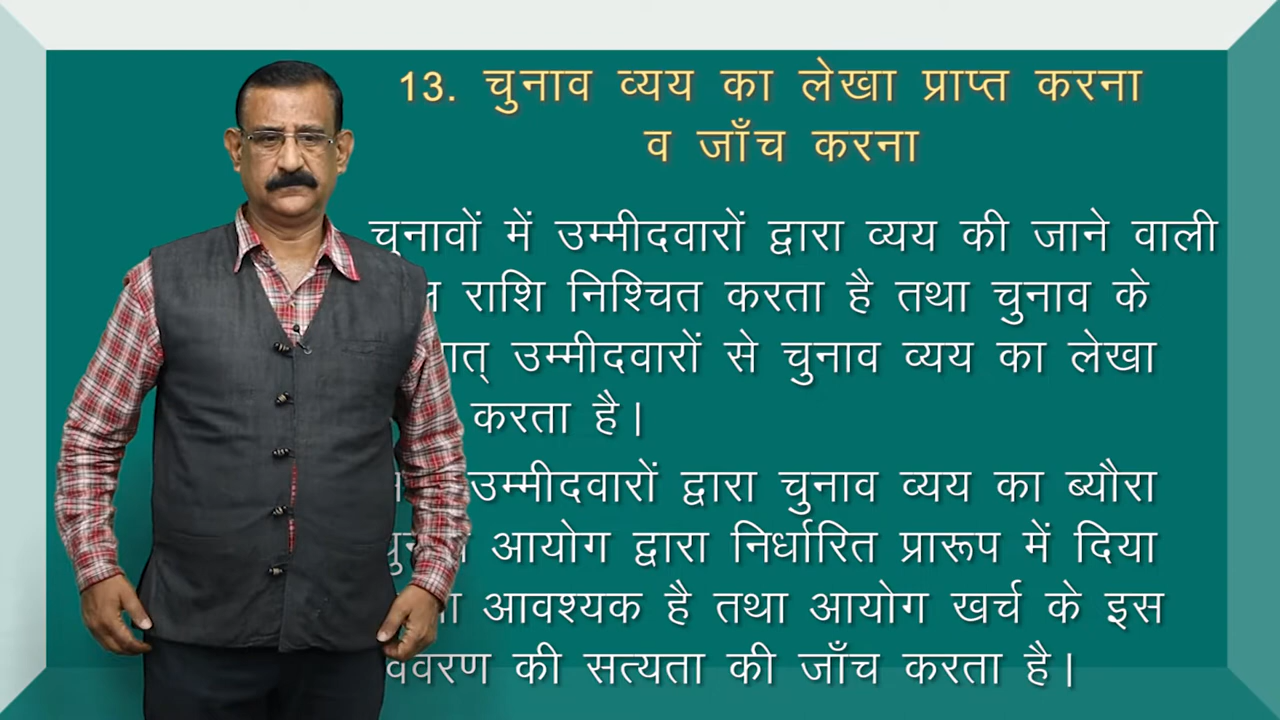 13. चुनाव व्यय का लेखा प्राप्त करना
व जाँच करना
चुनावों में उम्मीदवारों द्वारा व्यय की जाने वाली
राशि निश्चित करता है तथा चुनाव के
उम्मीदवारों से चुनाव व्यय का लेखा
करता है।
उम्मीदवारों द्वारा चुनाव व्यय का ब्यौरा
आयोग द्वारा निर्धारित प्रारूप में दिया
आवश्यक है तथा आयोग खर्च के इस
की सत्यता की जाँच करता है।